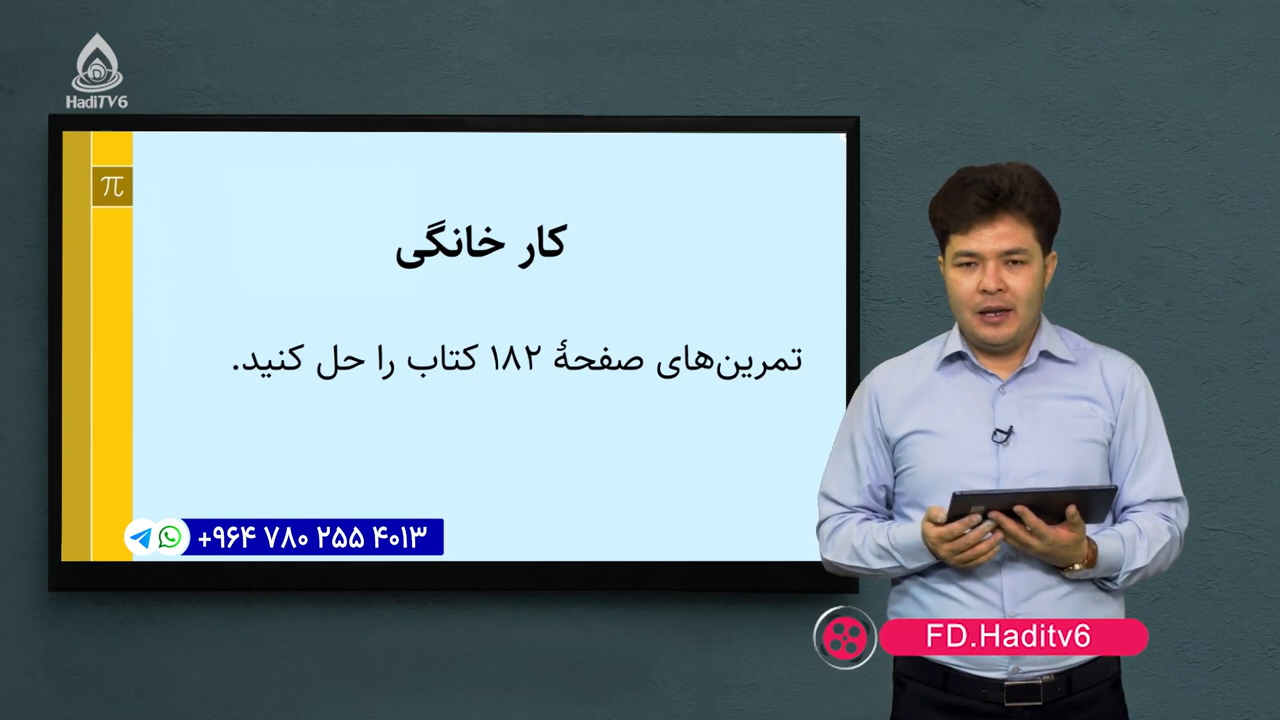 HadiTV6
π
کار خانگی
تمرین‌های صفحهٔ ۱۸۲ کتاب را حل کنید.
+۹۶۴ ۷۸۰ ۲۵۵ ۴۰۱۳
FD.Haditv6